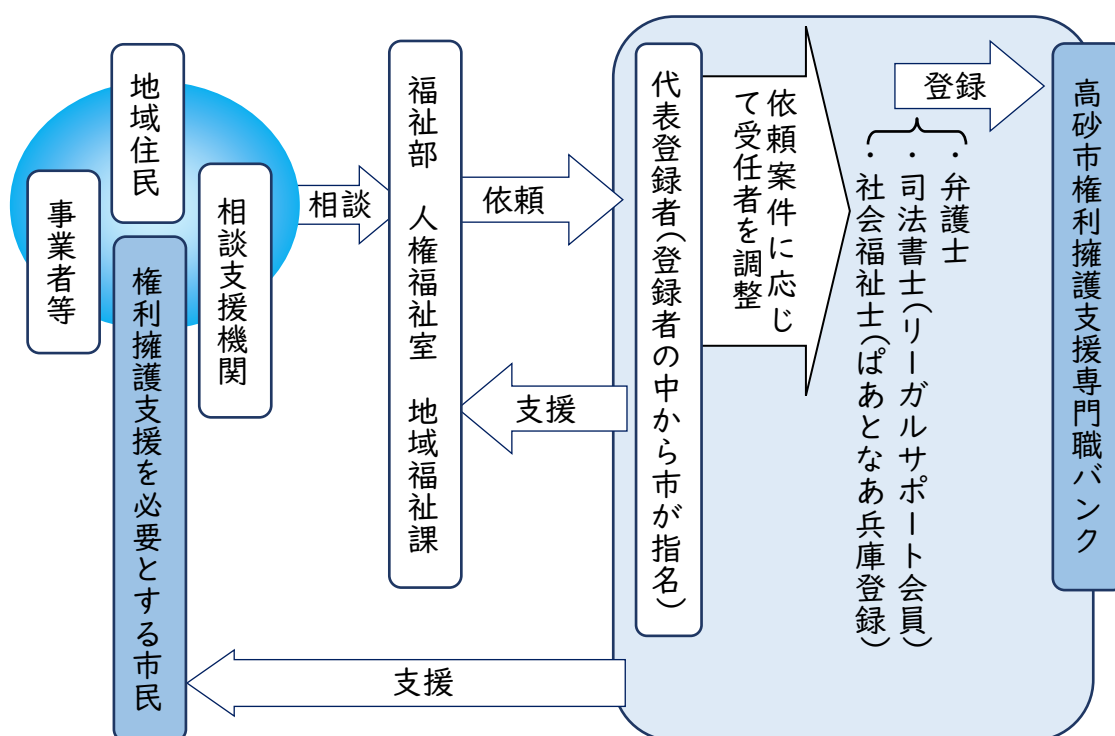 地域住民
事業者等
相談支援機関
権利擁護支援を必要とする市民
相談
福祉部　人権福祉室　地域福祉課
依頼
支援
支援
代表登録者(登録者の中から市が指名)
依頼案件に応じ
て受任者を調整
登録
・弁護士
・司法書士(リーガルサポート会員)
・社会福祉士(ぱあとなあ兵庫登録)
高砂市権利擁護支援専門職バンク